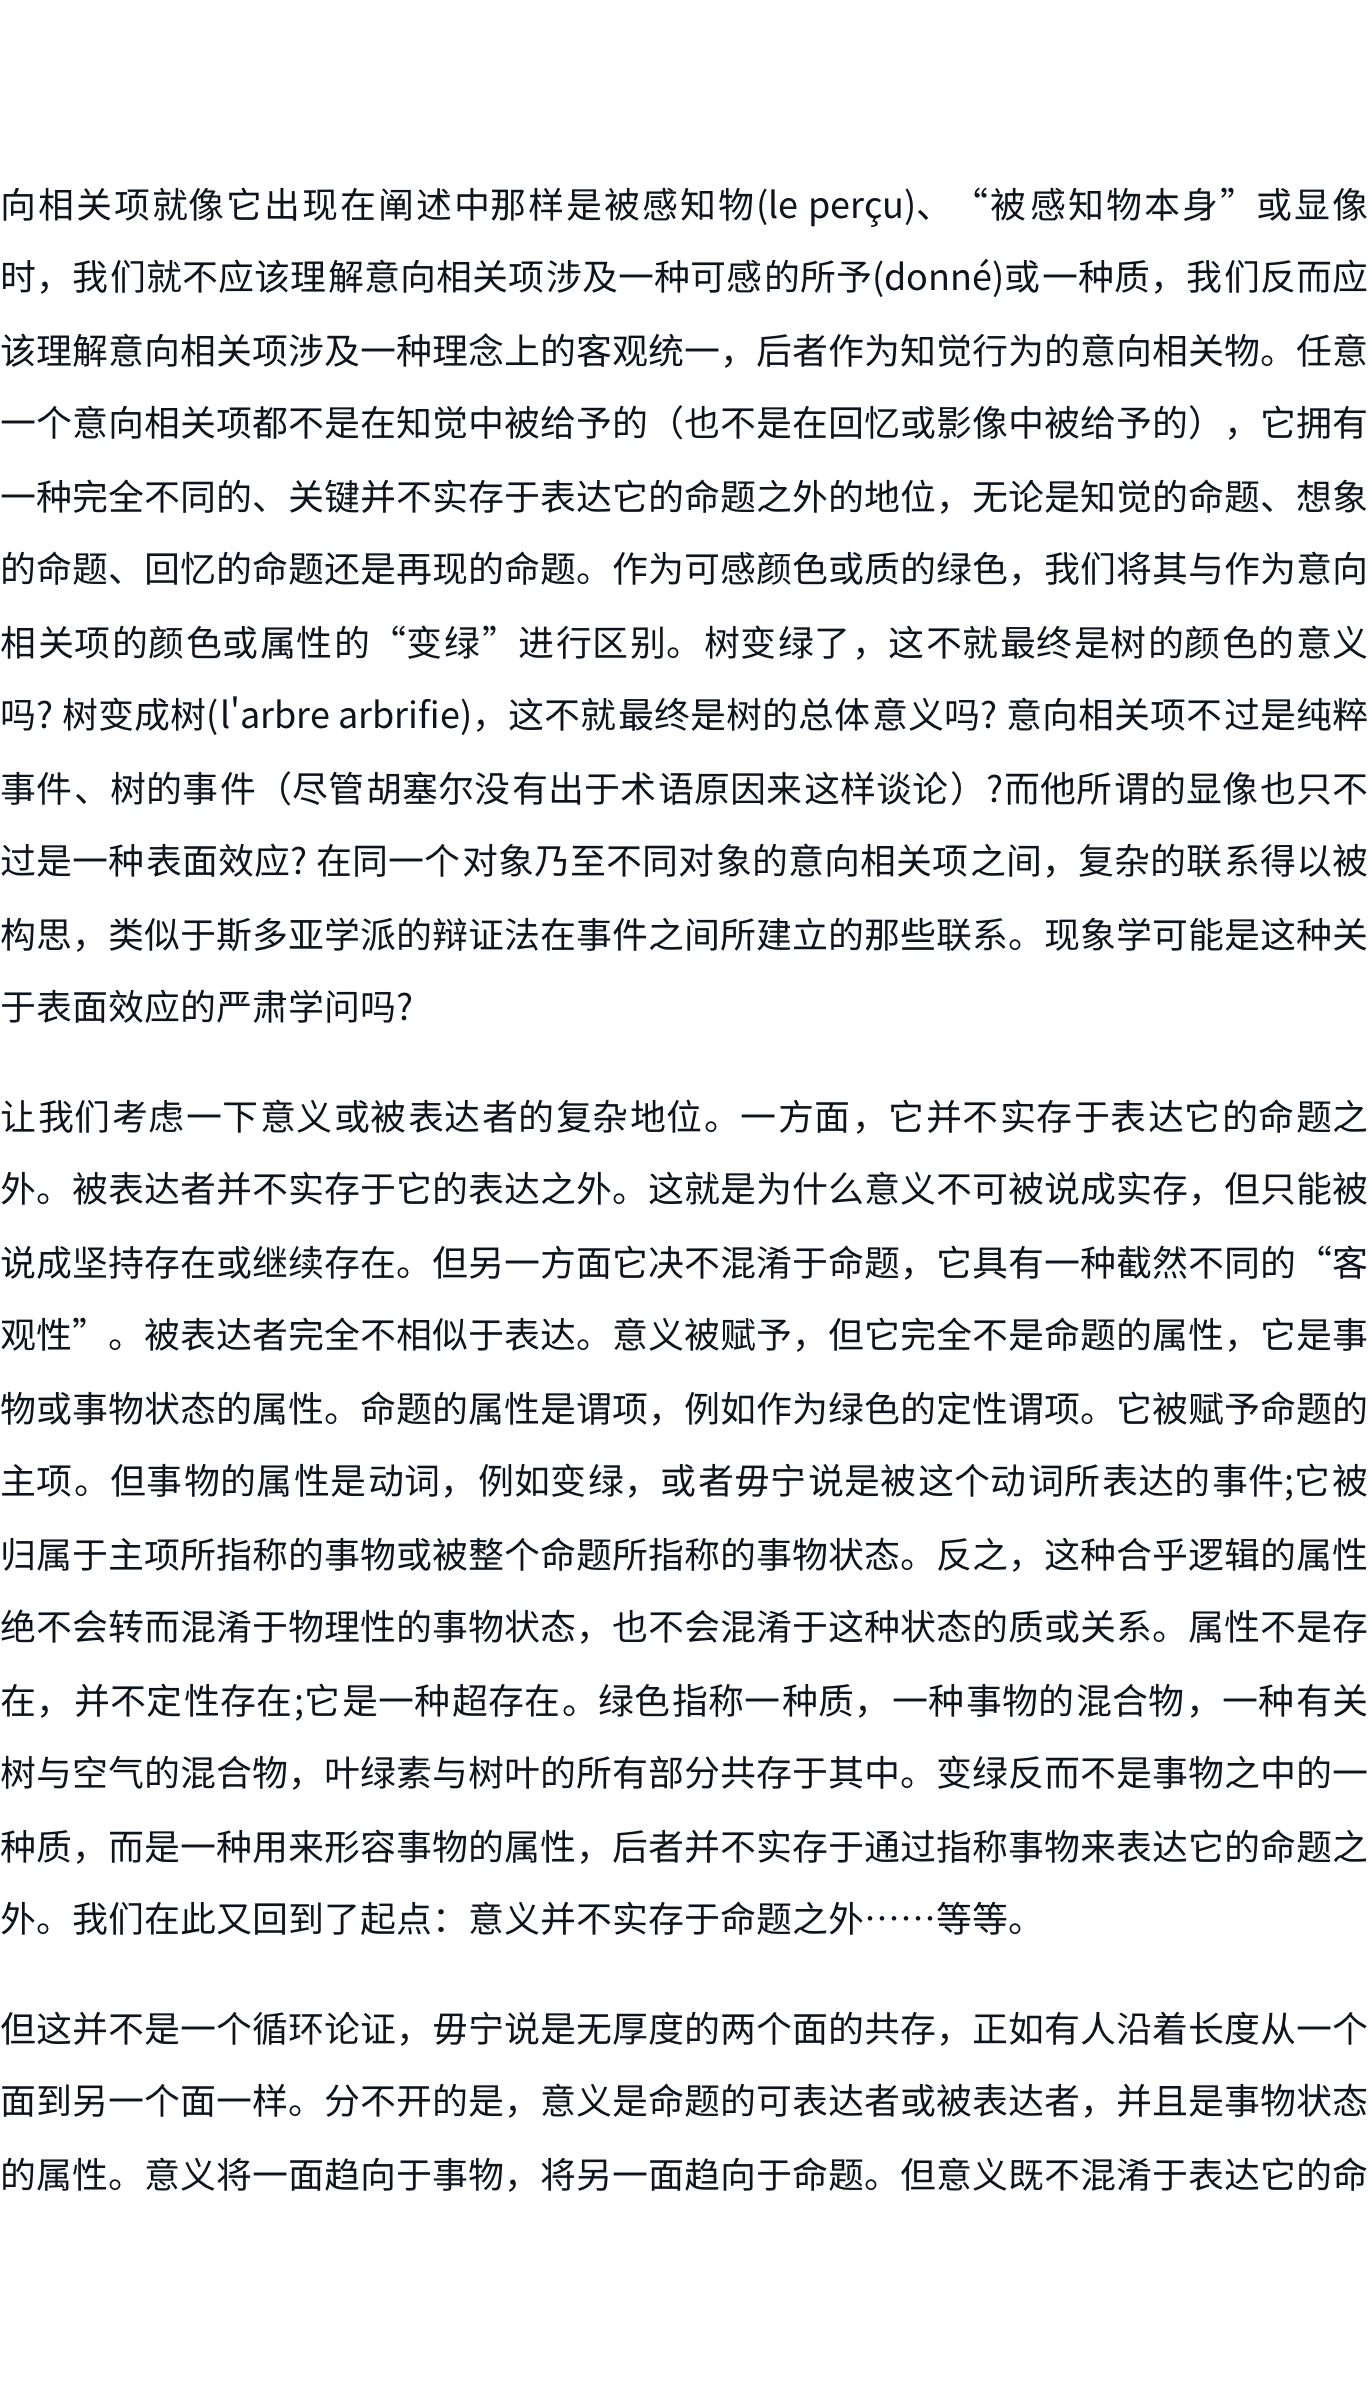 向相关项就像它出现在阐述中那样是被感知物(le perçu)、“被感知物本身”或显像
时，我们就不应该理解意向相关项涉及一种可感的所予(donné)或一种质，我们反而应
该理解意向相关项涉及一种理念上的客观统一，后者作为知觉行为的意向相关物。任意
一个意向相关项都不是在知觉中被给予的（也不是在回忆或影像中被给予的），它拥有
一种完全不同的、关键并不实存于表达它的命题之外的地位，无论是知觉的命题、想象
的命题、回忆的命题还是再现的命题。作为可感颜色或质的绿色，我们将其与作为意向
相关项的颜色或属性的“变绿”进行区别。树变绿了，这不就最终是树的颜色的意义
吗? 树变成树(l'arbre arbrifie)，这不就最终是树的总体意义吗? 意向相关项不过是纯粹
事件、树的事件（尽管胡塞尔没有出于术语原因来这样谈论）?而他所谓的显像也只不
过是一种表面效应? 在同一个对象乃至不同对象的意向相关项之间，复杂的联系得以被
构思，类似于斯多亚学派的辩证法在事件之间所建立的那些联系。现象学可能是这种关
于表面效应的严肃学问吗?
让我们考虑一下意义或被表达者的复杂地位。一方面，它并不实存于表达它的命题之
外。被表达者并不实存于它的表达之外。这就是为什么意义不可被说成实存，但只能被
说成坚持存在或继续存在。但另一方面它决不混淆于命题，它具有一种截然不同的“客
观性”。被表达者完全不相似于表达。意义被赋予，但它完全不是命题的属性，它是事
物或事物状态的属性。命题的属性是谓项，例如作为绿色的定性谓项。它被赋予命题的
主项。但事物的属性是动词，例如变绿，或者毋宁说是被这个动词所表达的事件;它被
归属于主项所指称的事物或被整个命题所指称的事物状态。反之，这种合乎逻辑的属性
绝不会转而混淆于物理性的事物状态，也不会混淆于这种状态的质或关系。属性不是存
在，并不定性存在;它是一种超存在。绿色指称一种质，一种事物的混合物，一种有关
树与空气的混合物，叶绿素与树叶的所有部分共存于其中。变绿反而不是事物之中的一
种质，而是一种用来形容事物的属性，后者并不实存于通过指称事物来表达它的命题之
外。我们在此又回到了起点：意义并不实存于命题之外……等等。
但这并不是一个循环论证，毋宁说是无厚度的两个面的共存，正如有人沿着长度从一个
面到另一个面一样。分不开的是，意义是命题的可表达者或被表达者，并且是事物状态
的属性。意义将一面趋向于事物，将另一面趋向于命题。但意义既不混淆于表达它的命